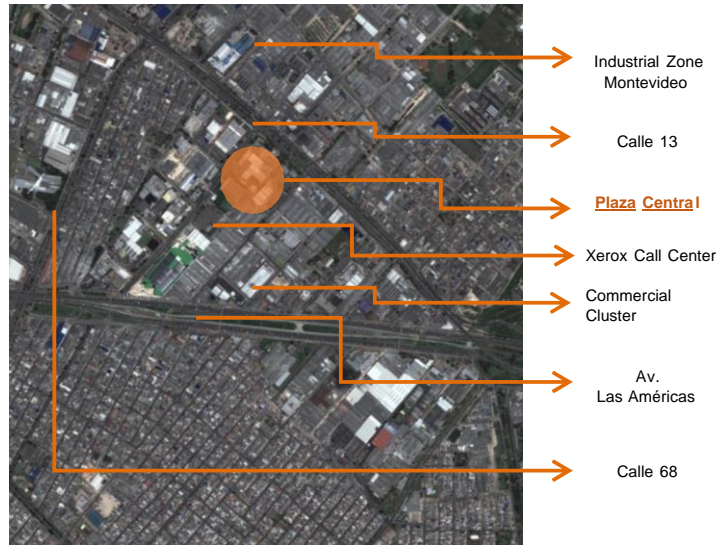 Industrial Zone
Montevideo
Calle 13
Plaza Central
Xerox Call Center
Commercial
Cluster
Av.
Las Américas
Calle 68